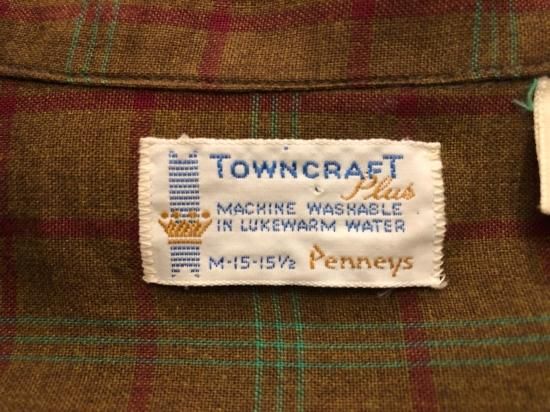 TOWNCRAFT
Plus
MACHINE WASHABLE
IN LUKEWARM WATER
M-15-15½ Penneys